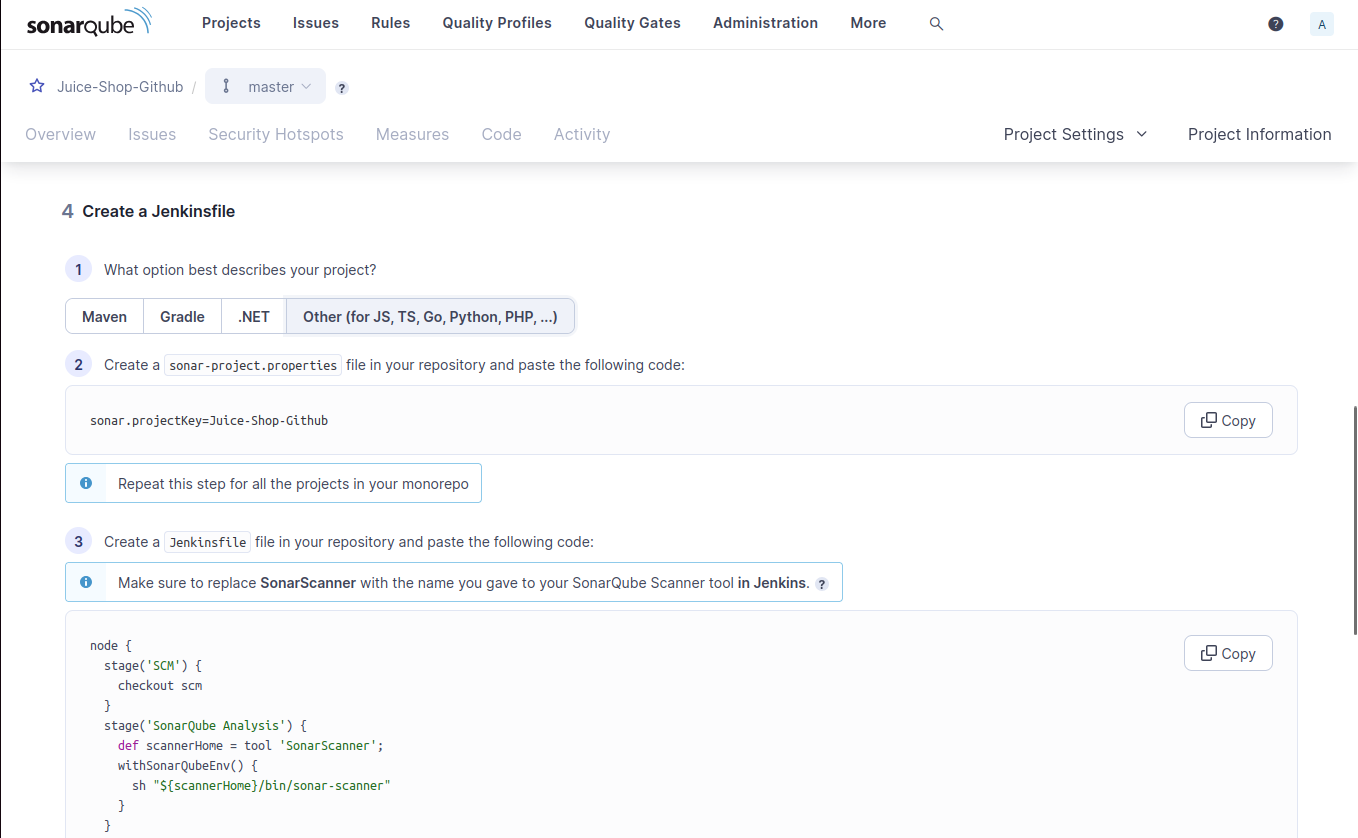 sonarqube Projects Issues Rules Quality Profiles Quality Gates Administration More ? A
Juice-Shop-Github / master ?
Overview Issues Security Hotspots Measures Code Activity Project Settings Project Information
4 Create a Jenkinsfile
1 What option best describes your project?
Maven Gradle .NET Other (for JS, TS, Go, Python, PHP, ...)
2 Create a sonar-project.properties file in your repository and paste the following code:
sonar.projectKey=Juice-Shop-Github Copy
Repeat this step for all the projects in your monorepo
3 Create a Jenkinsfile file in your repository and paste the following code:
Make sure to replace SonarScanner with the name you gave to your SonarQube Scanner tool in Jenkins. ?
Copy
node {
  stage('SCM') {
    checkout scm
  }
  stage('SonarQube Analysis') {
    def scannerHome = tool 'SonarScanner';
    withSonarQubeEnv() {
      sh "${scannerHome}/bin/sonar-scanner"
    }
  }